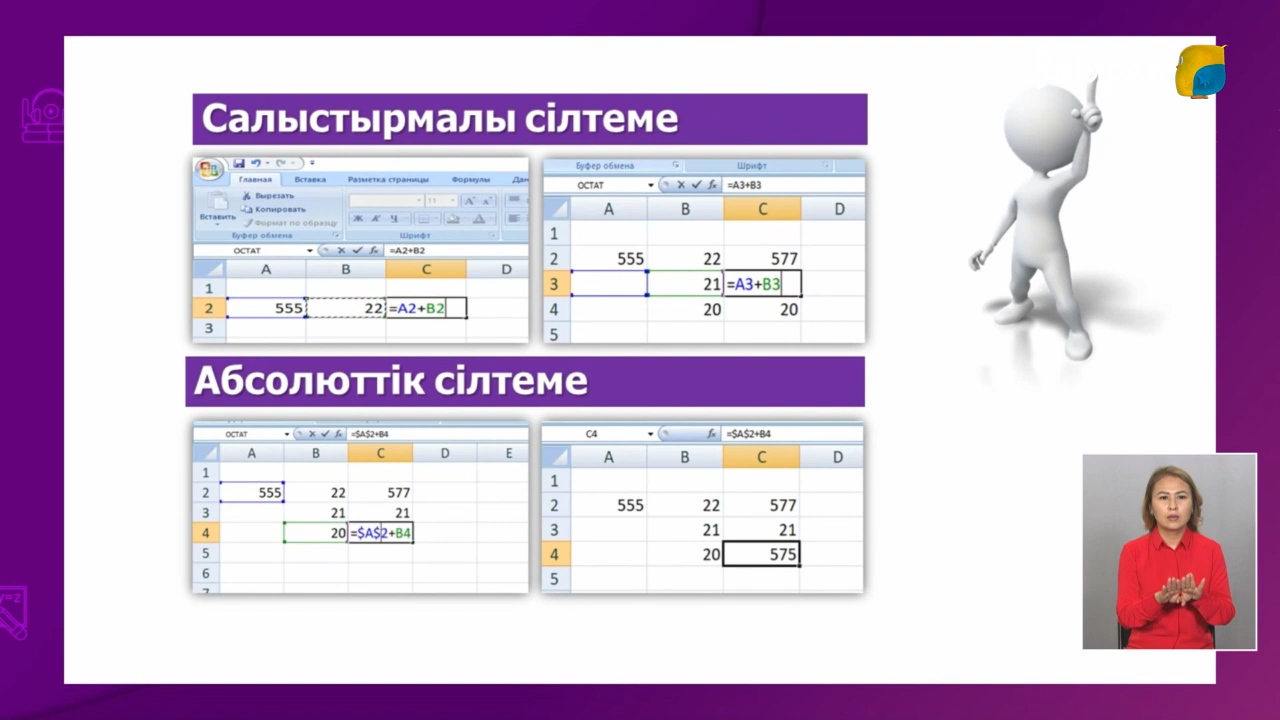 Салыстырмалы сілтеме
Главная Вставка Разметка страницы Формулы Дан
Вставить Вырезать Копировать Формат по образцу
11
Ж К Ч А
Буфер обмена Шрифт
ОСТАТ =A2+B2
A B C D
1
2 555 22 =A2+B2
3
Буфер обмена Шрифт
ОСТАТ =A3+B3
A B C D
1
2 555 22 577
3 21 =A3+B3
4 20 20
5
Абсолюттік сілтеме
ОСТАТ =$A$2+B4
A B C D E
1
2 555 22 577
3 21 21
4 20 =$A$2+B4
5
6
7
C4 =$A$2+B4
A B C D
1
2 555 22 577
3 21 21
4 20 575
5
y=z